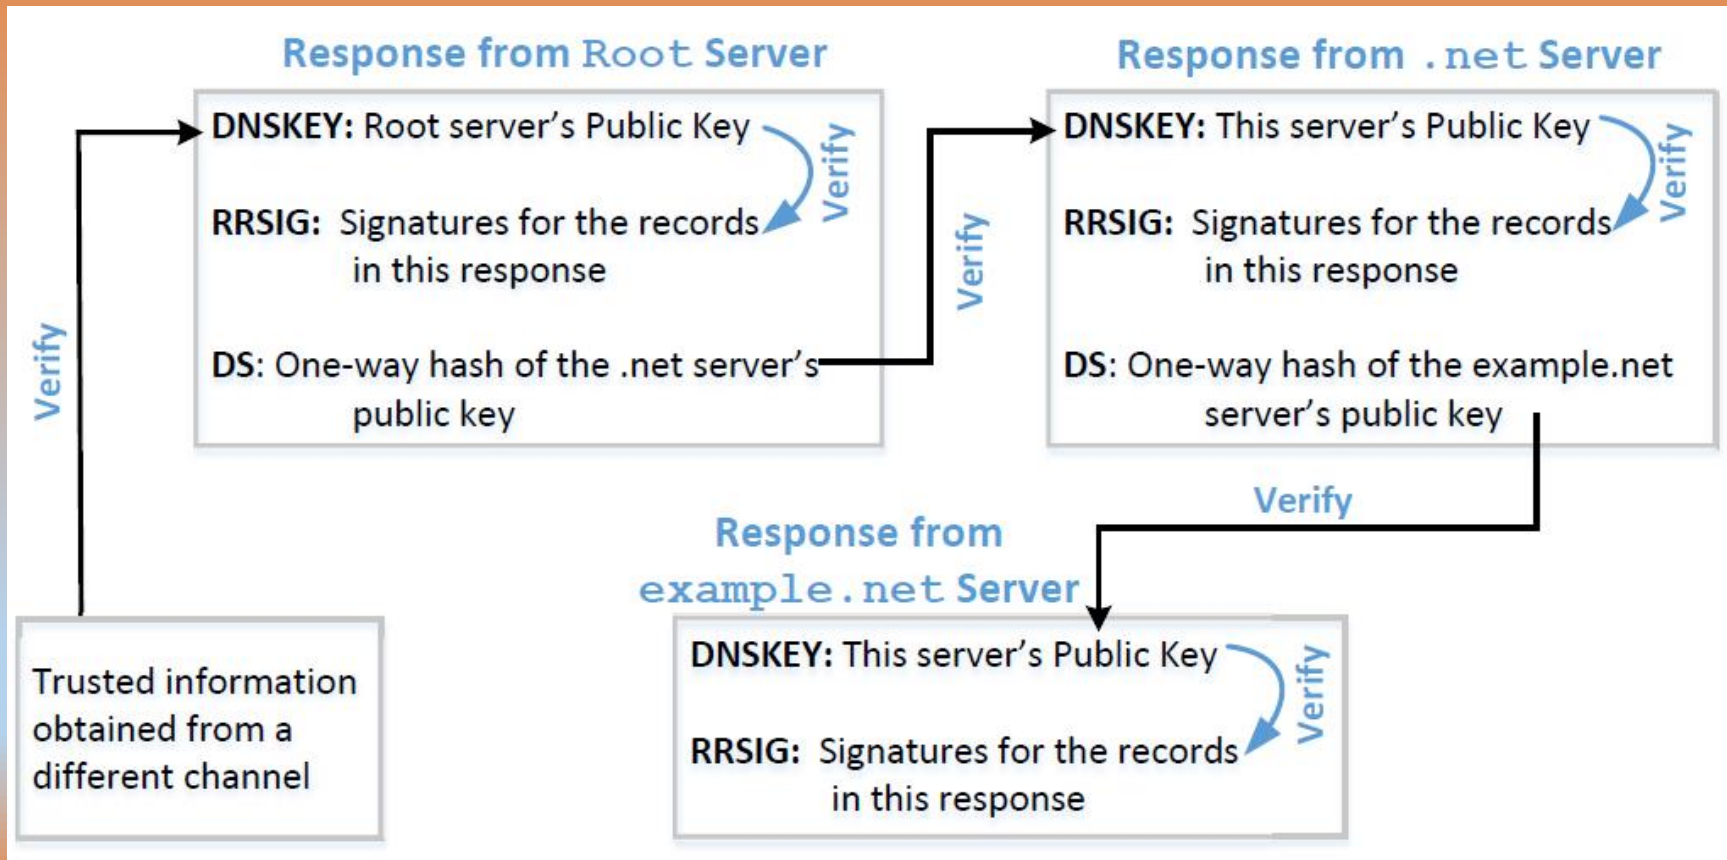 Response from Root Server
DNSKEY: Root server’s Public Key
Verify
RRSIG: Signatures for the records
in this response
DS: One-way hash of the .net server’s
public key
Verify
Verify
Response from .net Server
DNSKEY: This server’s Public Key
Verify
RRSIG: Signatures for the records
in this response
DS: One-way hash of the example.net
server’s public key
Verify
Response from
example.net Server
DNSKEY: This server’s Public Key
Verify
RRSIG: Signatures for the records
in this response
Trusted information
obtained from a
different channel